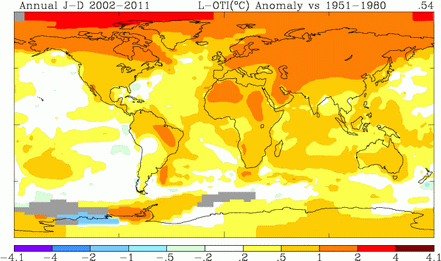 Annual J-D 2002-2011 L-OTI(°C) Anomaly vs 1951-1980 .54
-4.1 -4 -2 -1 -.5 -.2 .2 .5 1 2 4 4.1